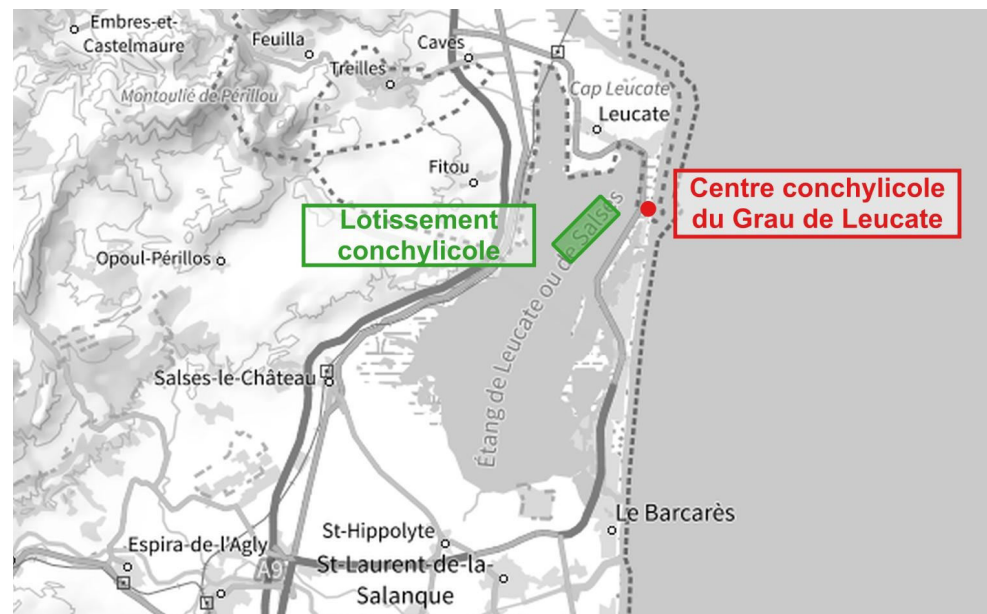 Embres-et-
Castelmaure
Feuilla
Caves
Treilles
Montoulié de Périllou
Cap Leucate
Leucate
Fitou
Centre conchylicole
du Grau de Leucate
Lotissement
conchylicole
Opoul-Périllos
Étang de Leucate ou de Salses
Salses-le-Château
Le Barcarès
St-Hippolyte
Espira-de-l'Agly
A9
St-Laurent-de-la-
Salanque